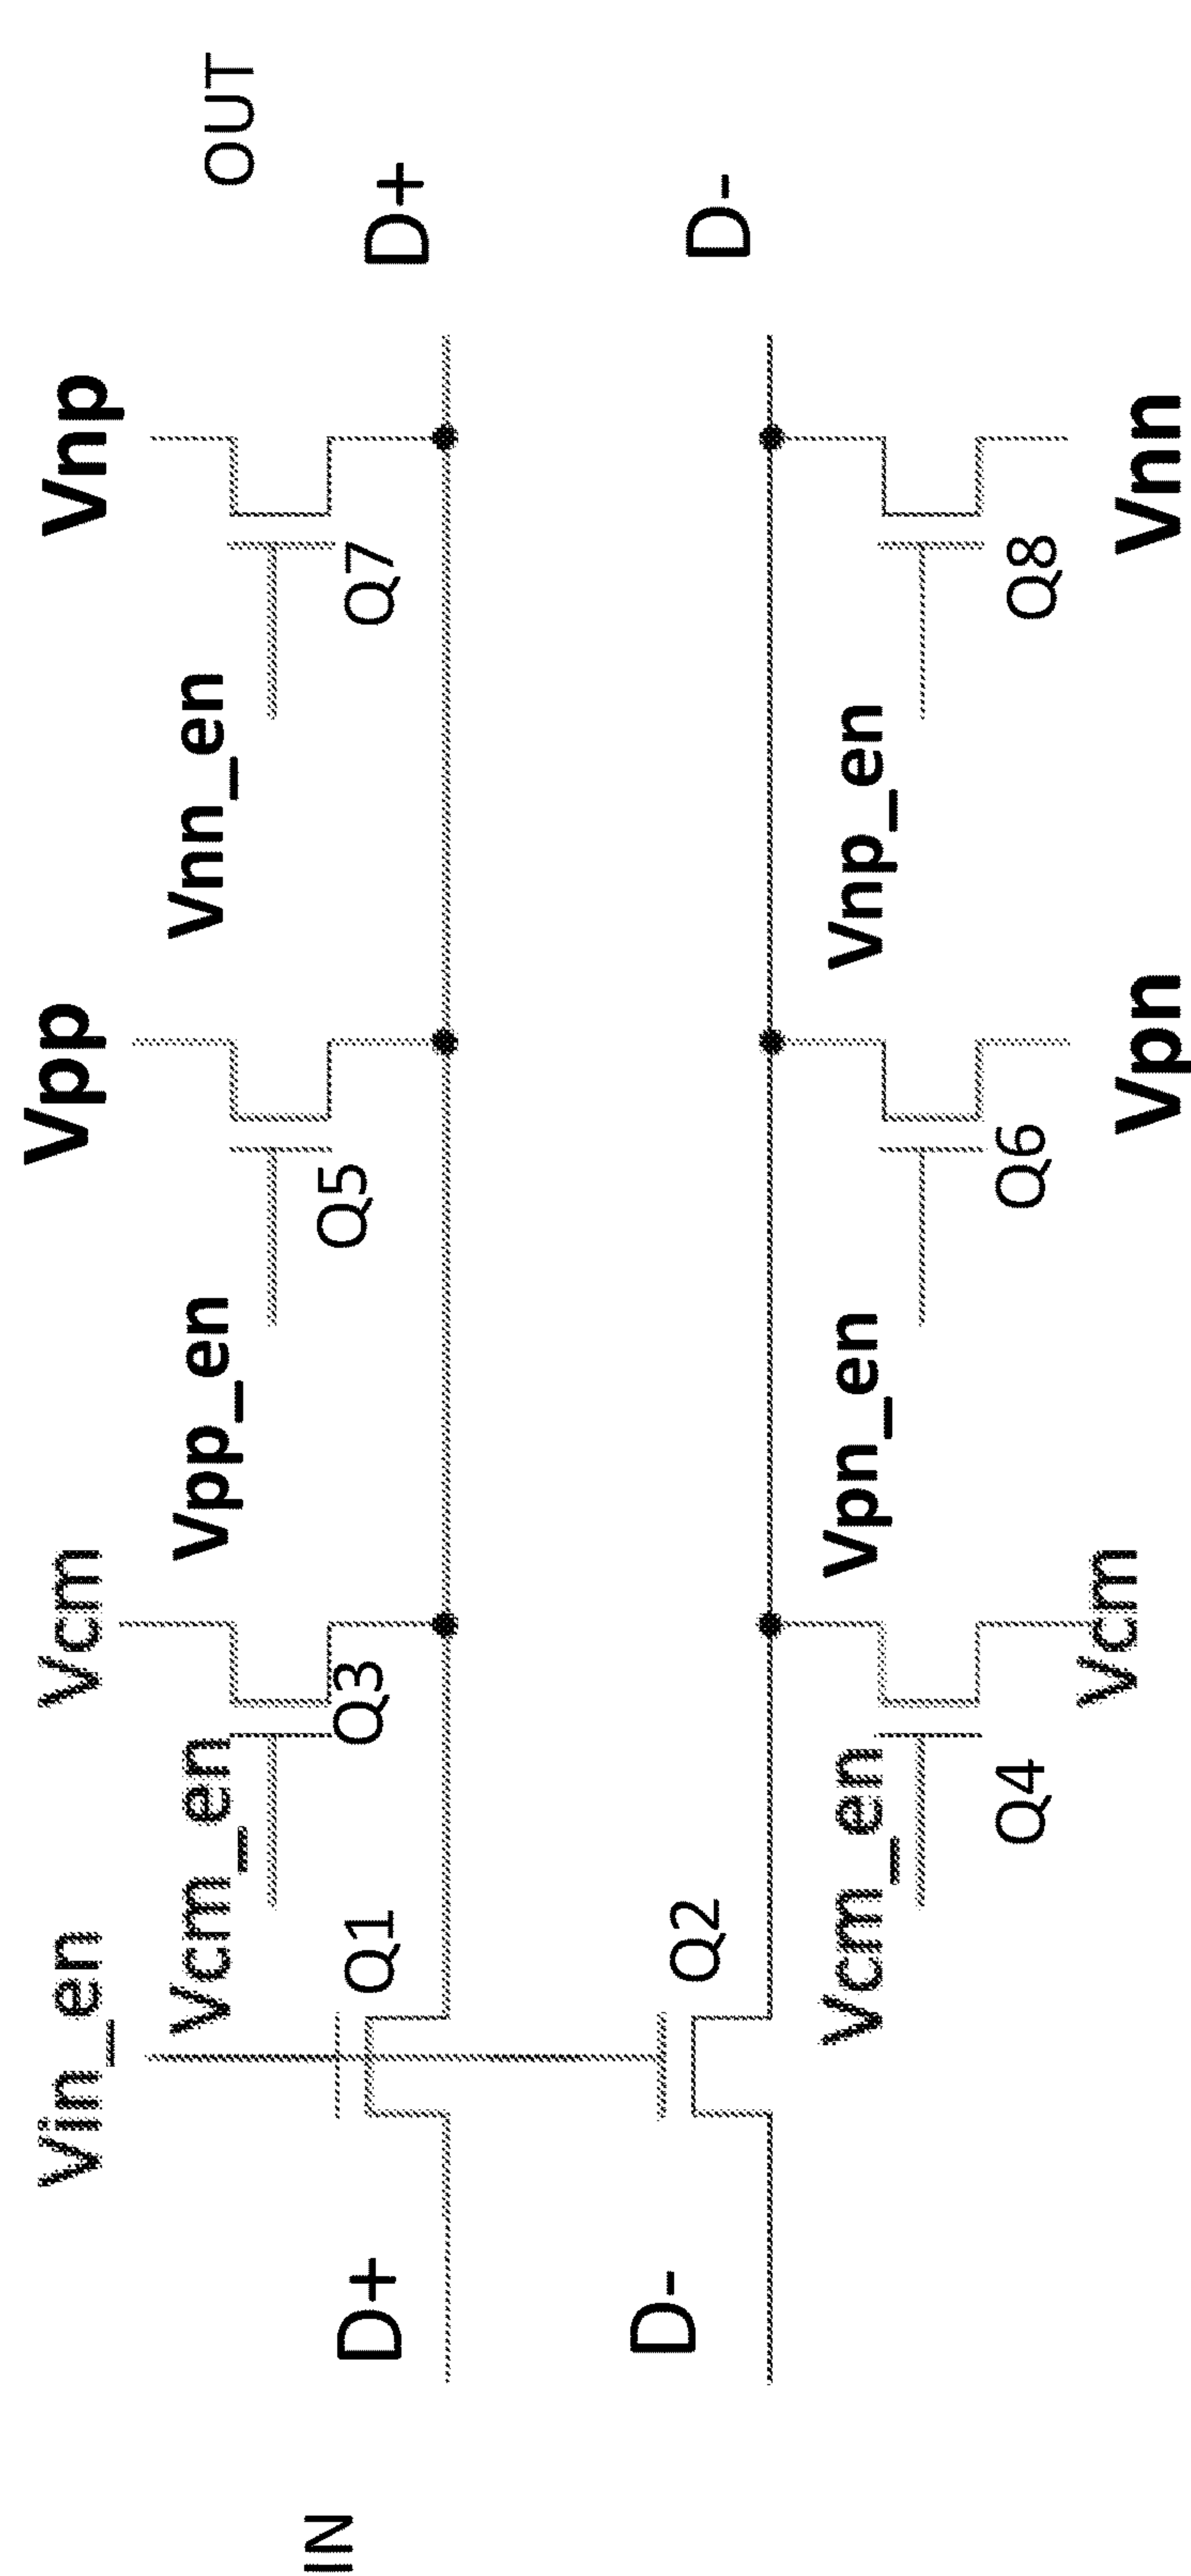 Vin_en
Vcm
Vpp
Vnp
OUT
Vcm_en
Vpp_en
Vnn_en
IN
D+
Q1
Q3
Q5
Q7
D+
D-
Q2
D-
Vcm_en
Vpn_en
Vnp_en
Q4
Q6
Q8
Vcm
Vpn
Vnn